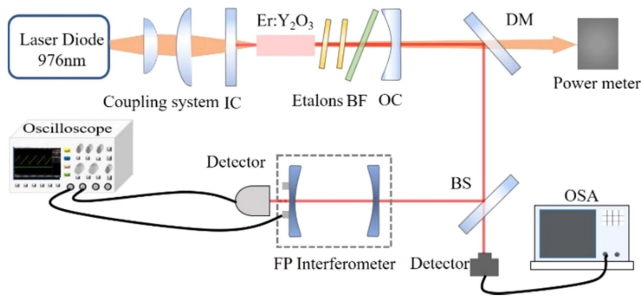 Laser Diode
976nm
Coupling system
IC
Er:Y₂O₃
Etalons
BF
OC
DM
Power meter
Oscilloscope
Detector
FP Interferometer
BS
Detector
OSA